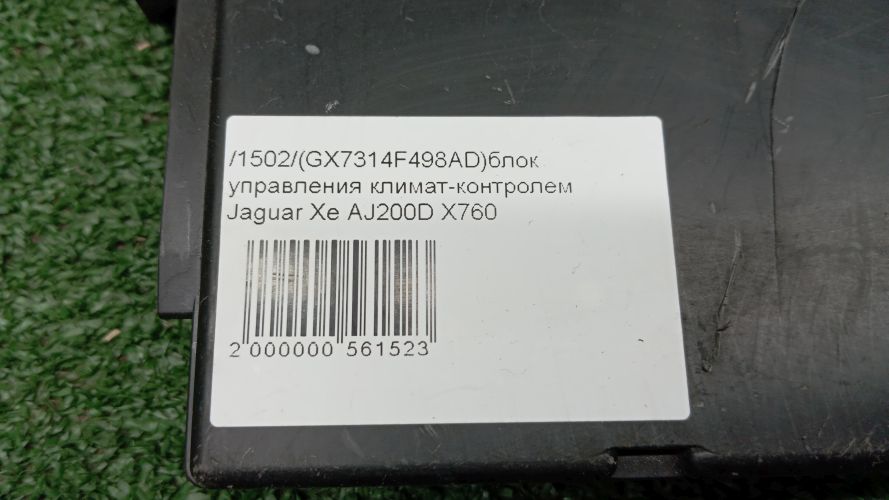 /1502/(GX7314F498AD)блок
управления климат-контролем
Jaguar Xe AJ200D X760
2 000000 561523